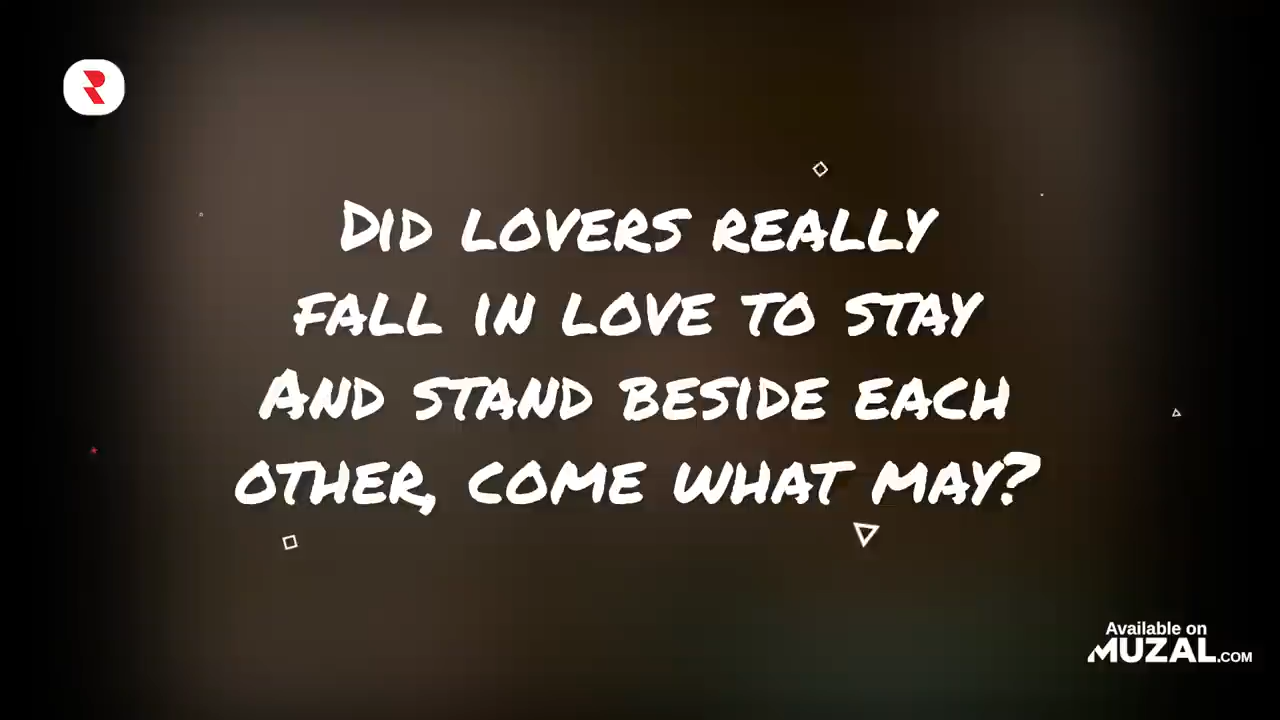 Did lovers really
fall in love to stay
And stand beside each
other, come what may?
Available on
MUZAL.COM